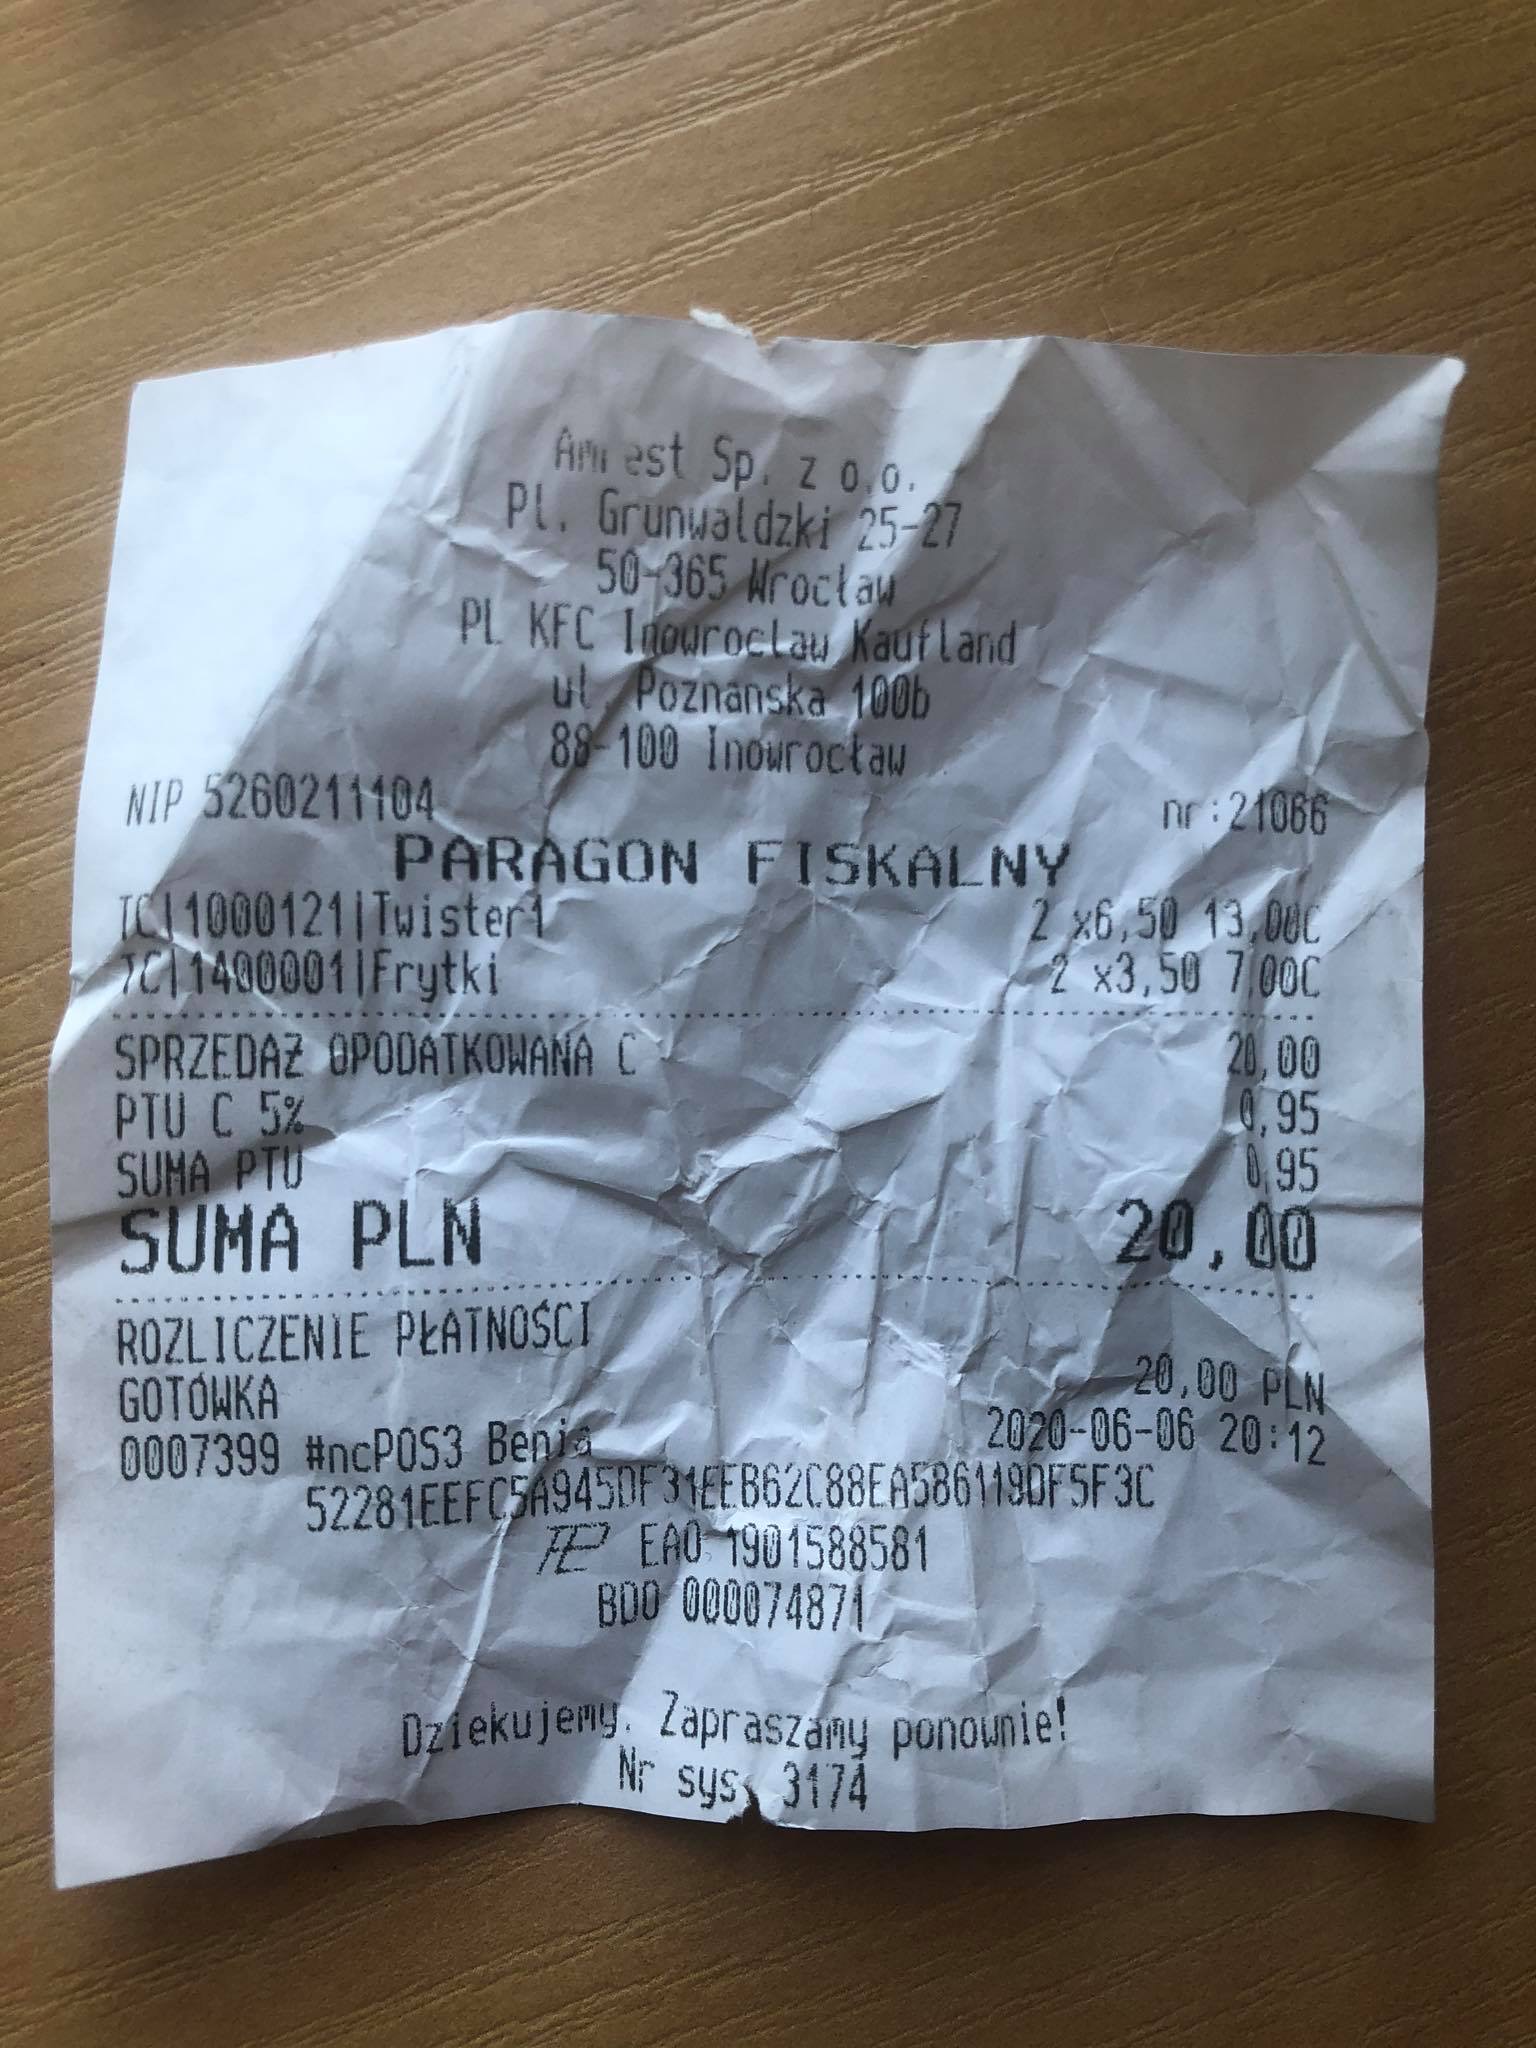 Amrest Sp. z o.o.
Pl. Grunwaldzki 25-27
50-365 Wrocław
PL KFC Inowroclaw Kaufland
ul. Poznanska 100b
88-100 Inowrocław
NIP 5260211104 nr:21066
PARAGON FISKALNY
TC|1000121|Twister1 2 x6,50 13,00C
TC|1400001|Frytki 2 x3,50 7,00C
SPRZEDAŻ OPODATKOWANA C 20,00
PTU C 5% 0,95
SUMA PTU 0,95
SUMA PLN 20,00
ROZLICZENIE PŁATNOŚCI
GOTÓWKA 20,00 PLN
0007399 #ncPOS3 Benia 2020-06-06 20:12
52281EEFC5A945DF31EEB62C88EA586119DF5F3C
EAO 1901588581
BDO 000074871
Dziekujemy. Zapraszamy ponownie!
Nr sys. 3174